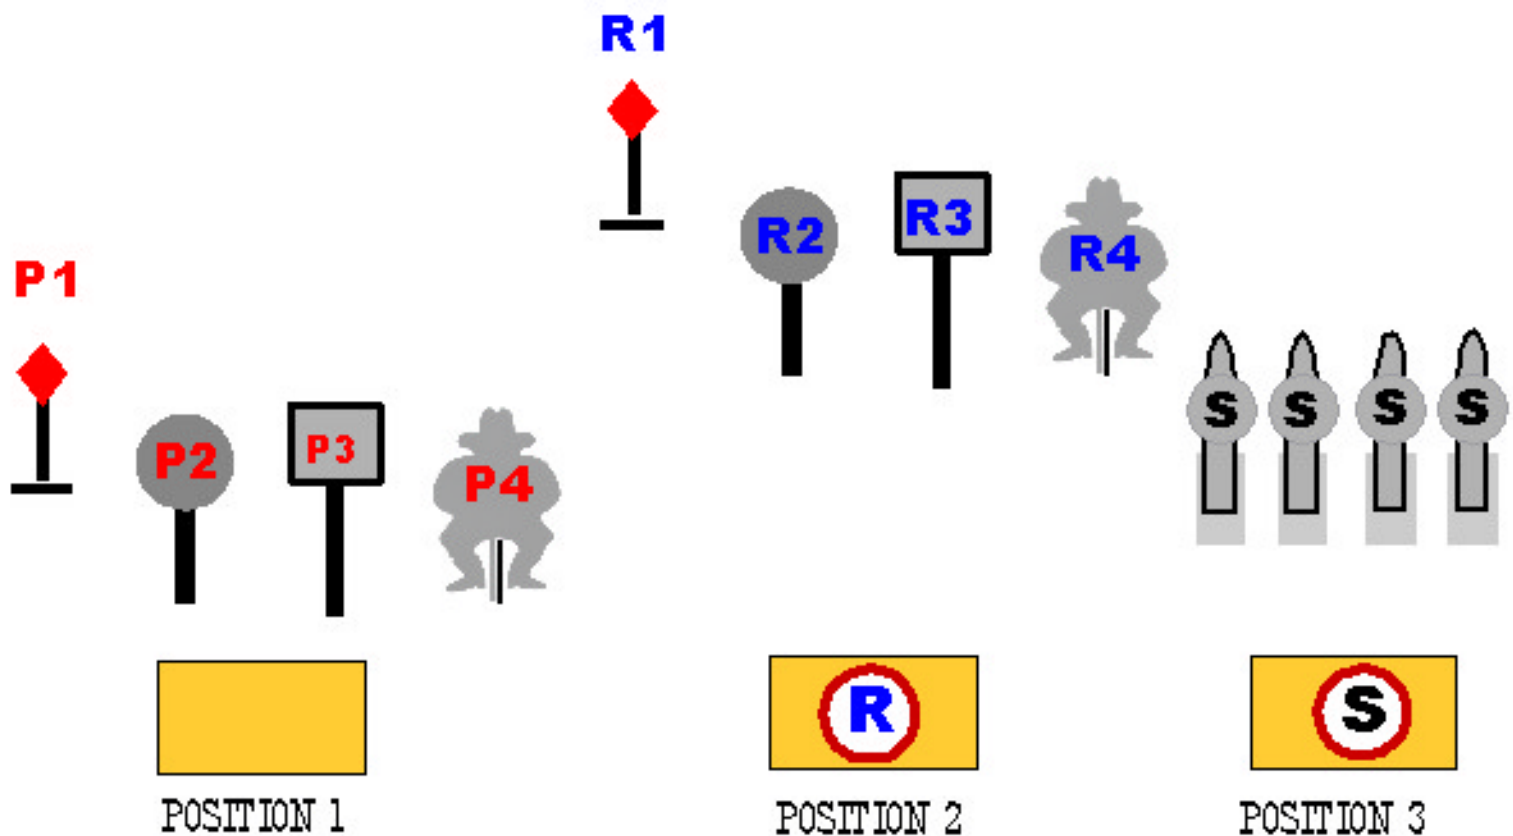 R1
R2
R3
R4
P1
P2
P3
P4
S S S S
R
S
POSITION 1
POSITION 2
POSITION 3